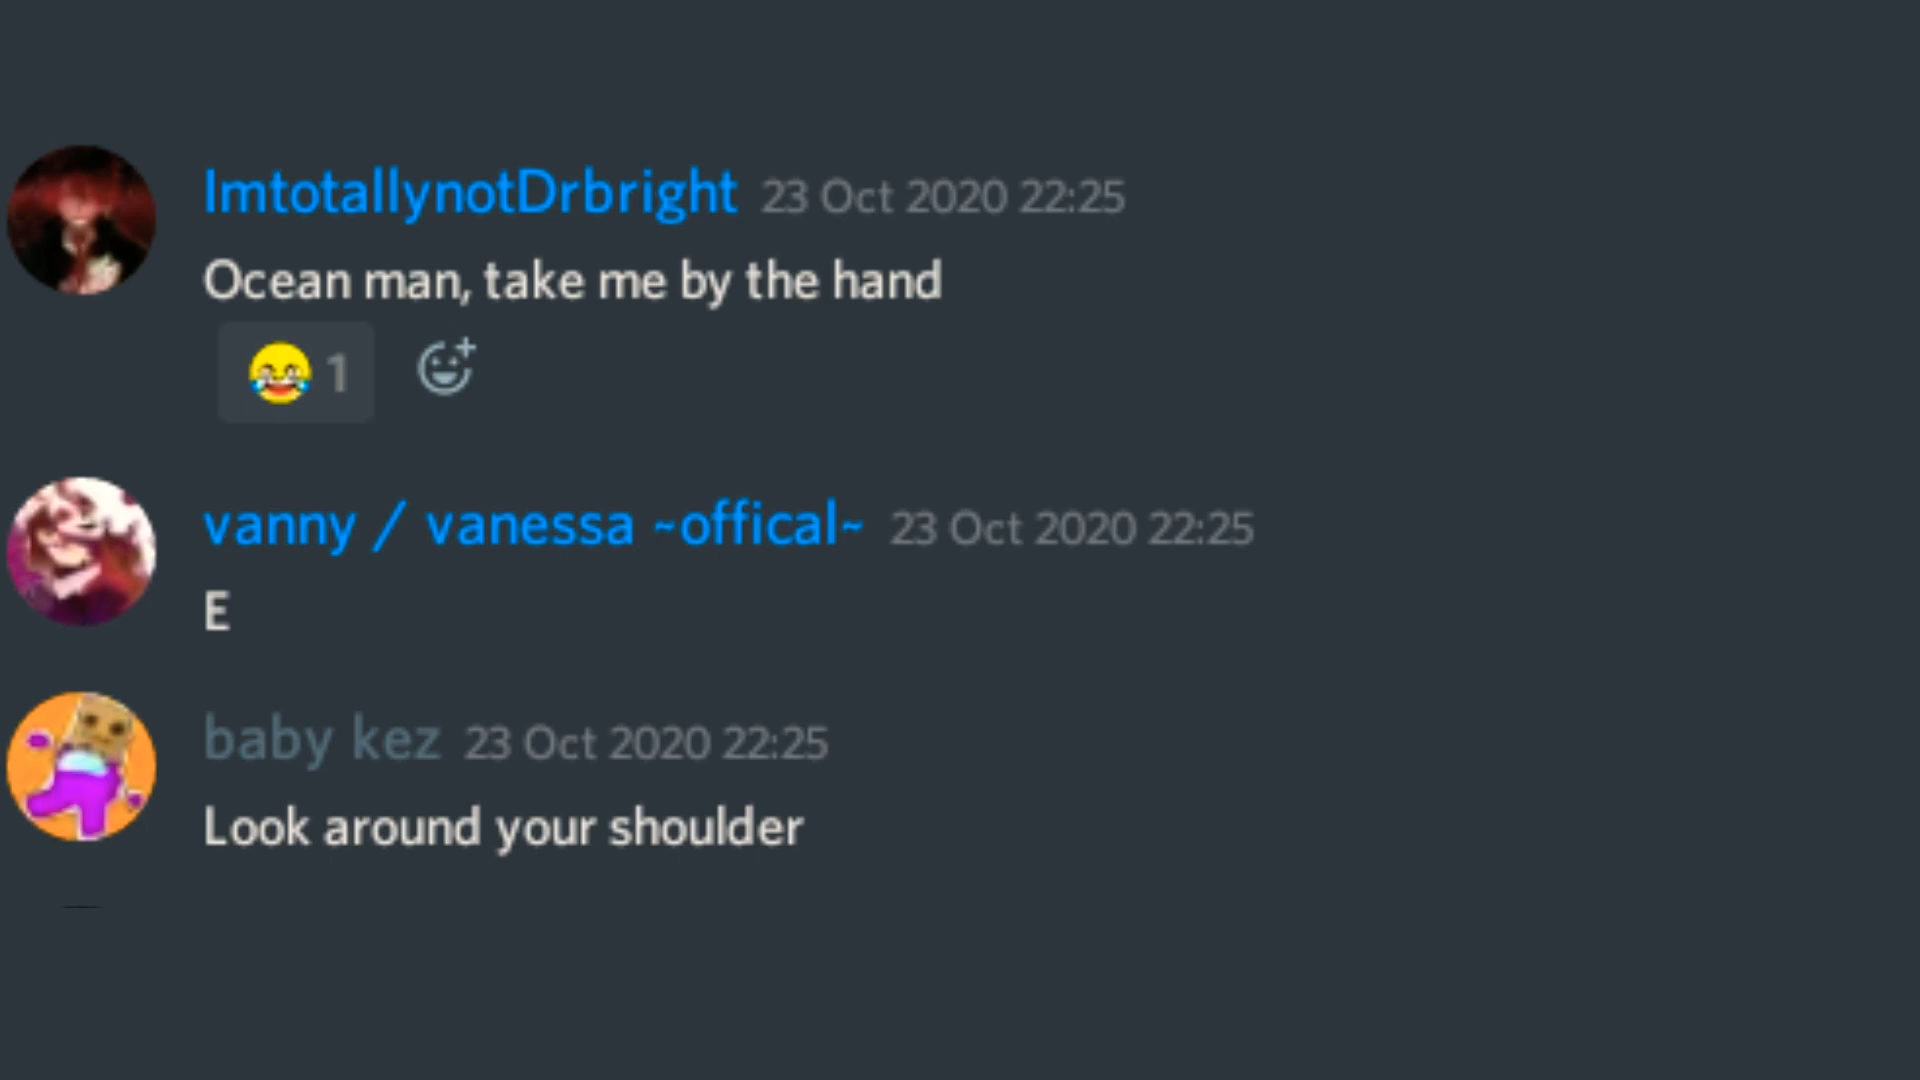 ImtotallynotDrbright 23 Oct 2020 22:25
Ocean man, take me by the hand
😂 1
vanny / vanessa ~offical~ 23 Oct 2020 22:25
E
baby kez 23 Oct 2020 22:25
Look around your shoulder